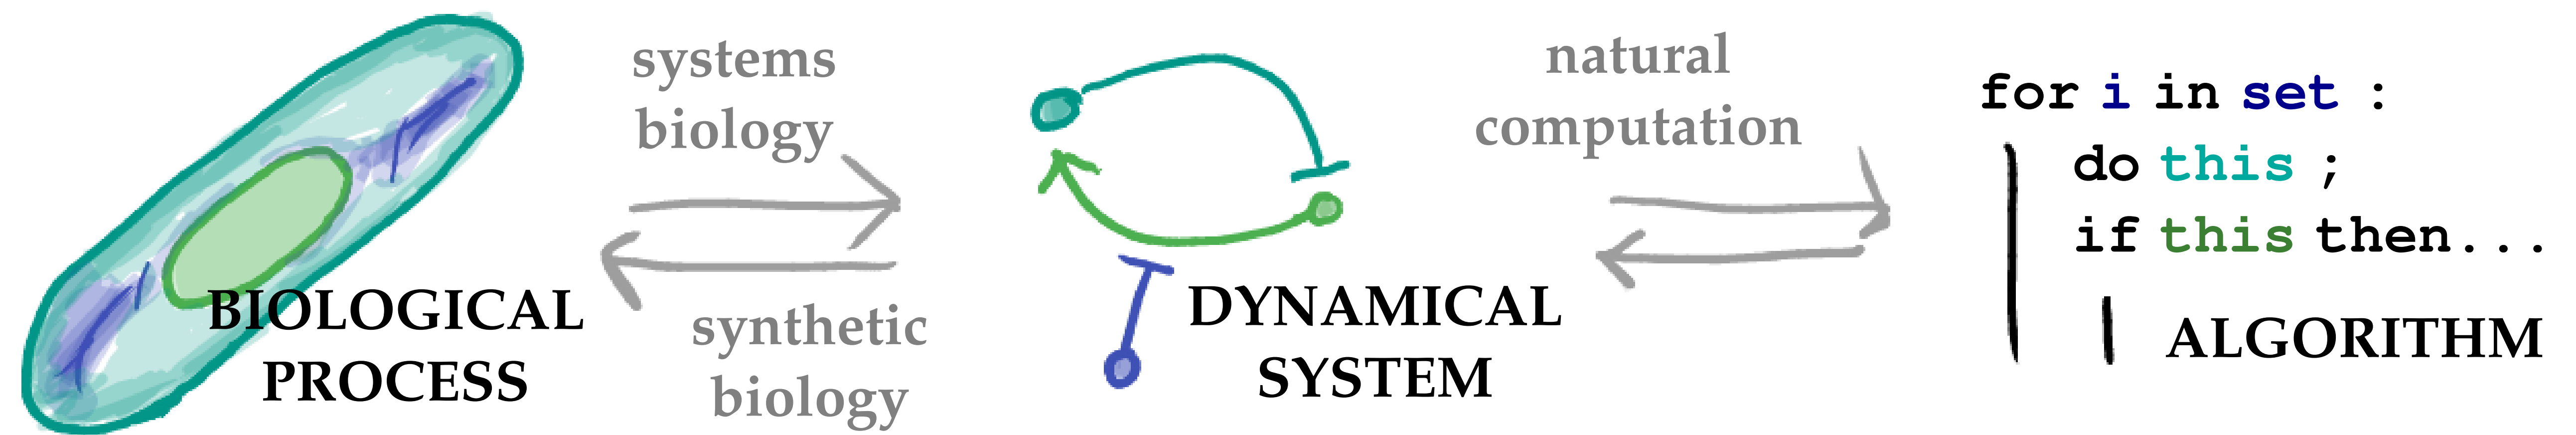 systems
biology
BIOLOGICAL
PROCESS
synthetic
biology
DYNAMICAL
SYSTEM
natural
computation
for i in set :
do this ;
if this then...
ALGORITHM